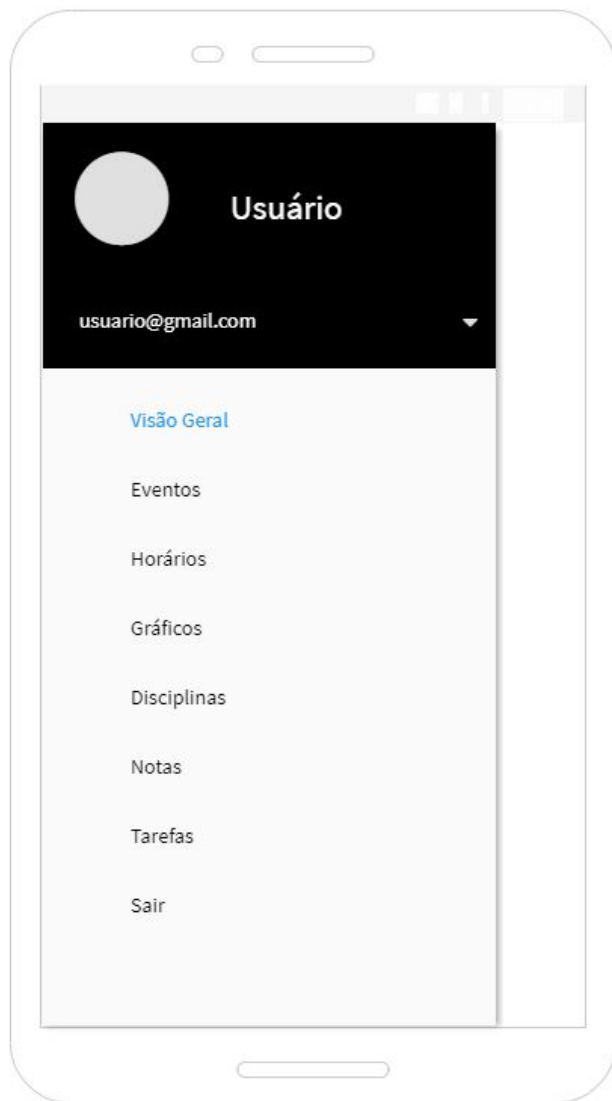 Usuário
usuario@gmail.com
Visão Geral
Eventos
Horários
Gráficos
Disciplinas
Notas
Tarefas
Sair